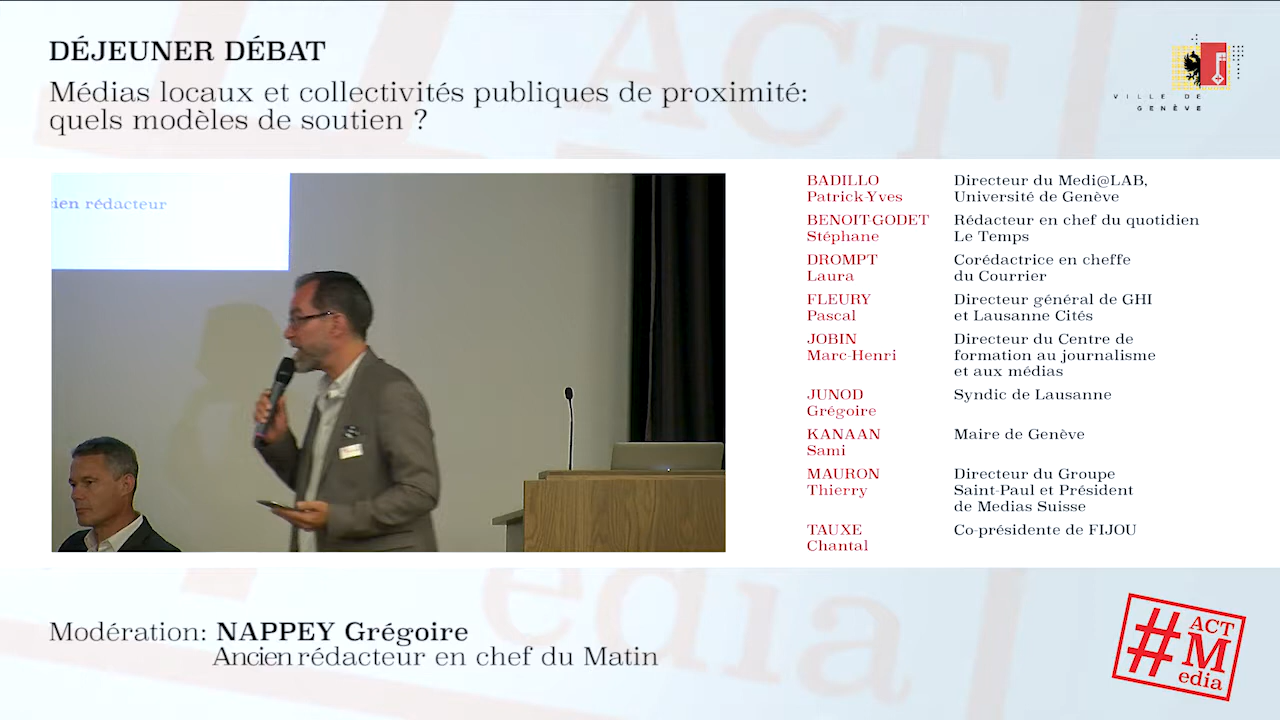 DÉJEUNER DÉBAT
Médias locaux et collectivités publiques de proximité:
quels modèles de soutien ?
VILLE DE
GENÈVE
ien rédacteur
BADILLO Directeur du Medi@LAB,
Patrick-Yves Université de Genève
BENOIT-GODET Rédacteur en chef du quotidien
Stéphane Le Temps
DROMPT Corédactrice en cheffe
Laura du Courrier
FLEURY Directeur général de GHI
Pascal et Lausanne Cités
JOBIN Directeur du Centre de
Marc-Henri formation au journalisme
et aux médias
JUNOD Syndic de Lausanne
Grégoire
KANAAN Maire de Genève
Sami
MAURON Directeur du Groupe
Thierry Saint-Paul et Président
de Medias Suisse
TAUXE Co-présidente de FIJOU
Chantal
Modération: NAPPEY Grégoire
Ancien rédacteur en chef du Matin
#ACT
Media